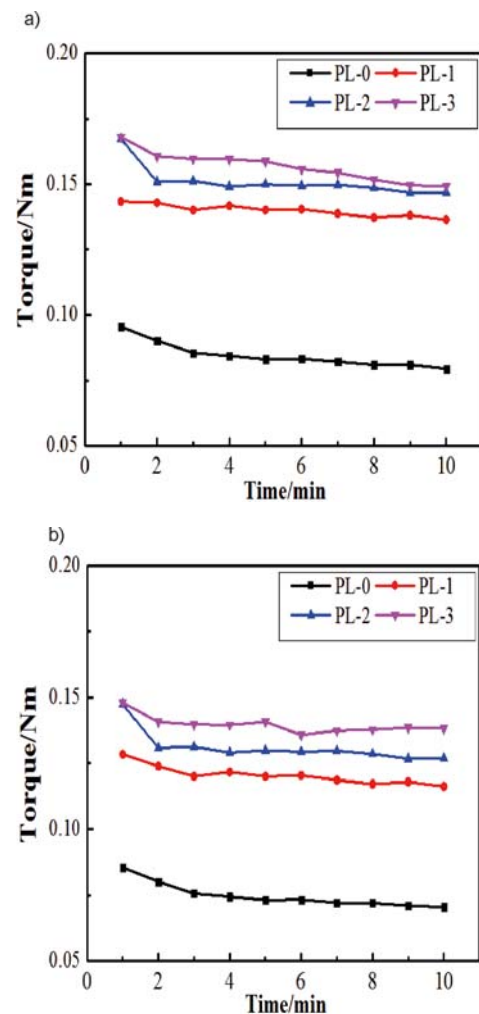 a)
0.20
PL-0 PL-1
PL-2 PL-3
0.15
Torque/Nm
0.10
0.05
0 2 4 6 8 10
Time/min
b)
0.20
PL-0 PL-1
PL-2 PL-3
0.15
Torque/Nm
0.10
0.05
0 2 4 6 8 10
Time/min